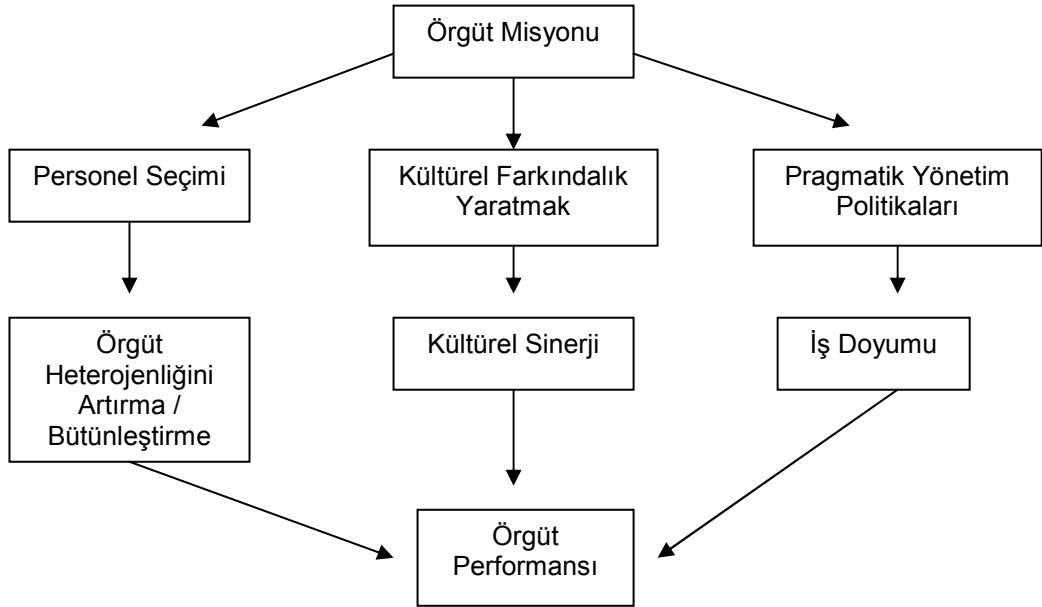 Örgüt Misyonu
Personel Seçimi
Kültürel Farkındalık
Yaratmak
Pragmatik Yönetim
Politikaları
Örgüt
Heterojenliğini
Artırma /
Bütünleştirme
Kültürel Sinerji
İş Doyumu
Örgüt
Performansı